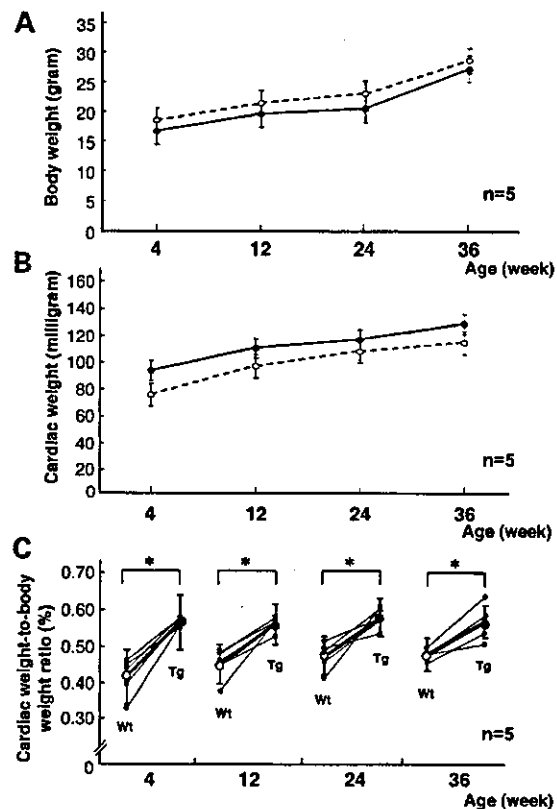 A
Body weight (gram)
35
30
25
20
15
10
5
0
n=5
4 12 24 36
Age (week)
B
Cardiac weight (milligram)
160
140
120
100
80
60
40
20
0
n=5
4 12 24 36
Age (week)
C
Cardiac weight-to-body
weight ratio (%)
0.70
0.60
0.50
0.40
0.30
0
* * * *
Wt Tg Wt Tg Wt Tg Wt Tg
n=5
4 12 24 36
Age (week)